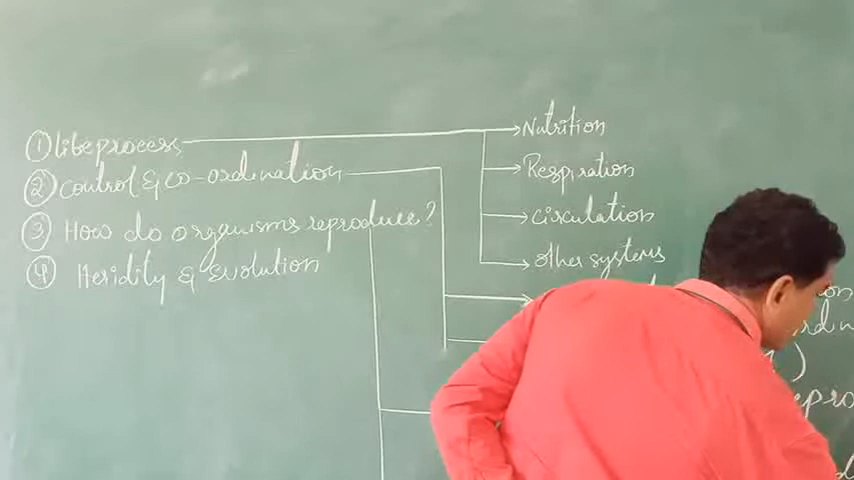 ① life process → Nutrition
② control & co-ordination → Respiration
③ How do organisms reproduce? → circulation
④ Heridity & Evolution → other systems